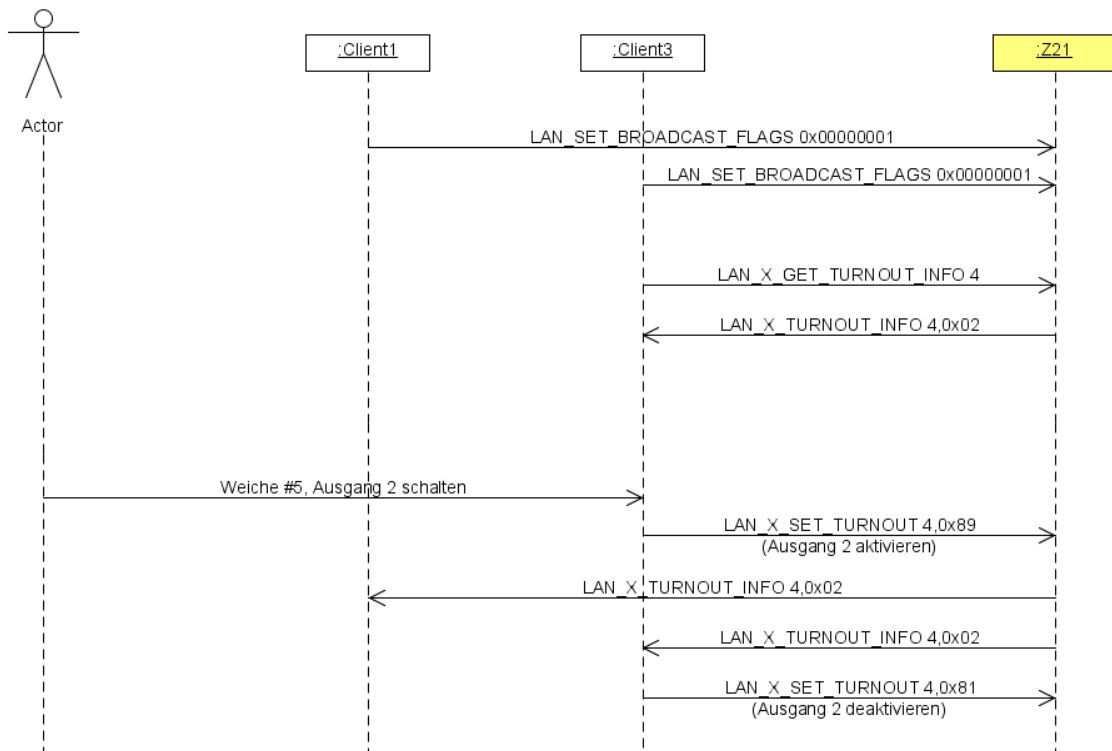 :Client1
:Client3
:Z21
Actor
LAN_SET_BROADCAST_FLAGS 0x00000001
LAN_SET_BROADCAST_FLAGS 0x00000001
LAN_X_GET_TURNOUT_INFO 4
LAN_X_TURNOUT_INFO 4,0x02
Weiche #5, Ausgang 2 schalten
LAN_X_SET_TURNOUT 4,0x89
(Ausgang 2 aktivieren)
LAN_X_TURNOUT_INFO 4,0x02
LAN_X_TURNOUT_INFO 4,0x02
LAN_X_SET_TURNOUT 4,0x81
(Ausgang 2 deaktivieren)